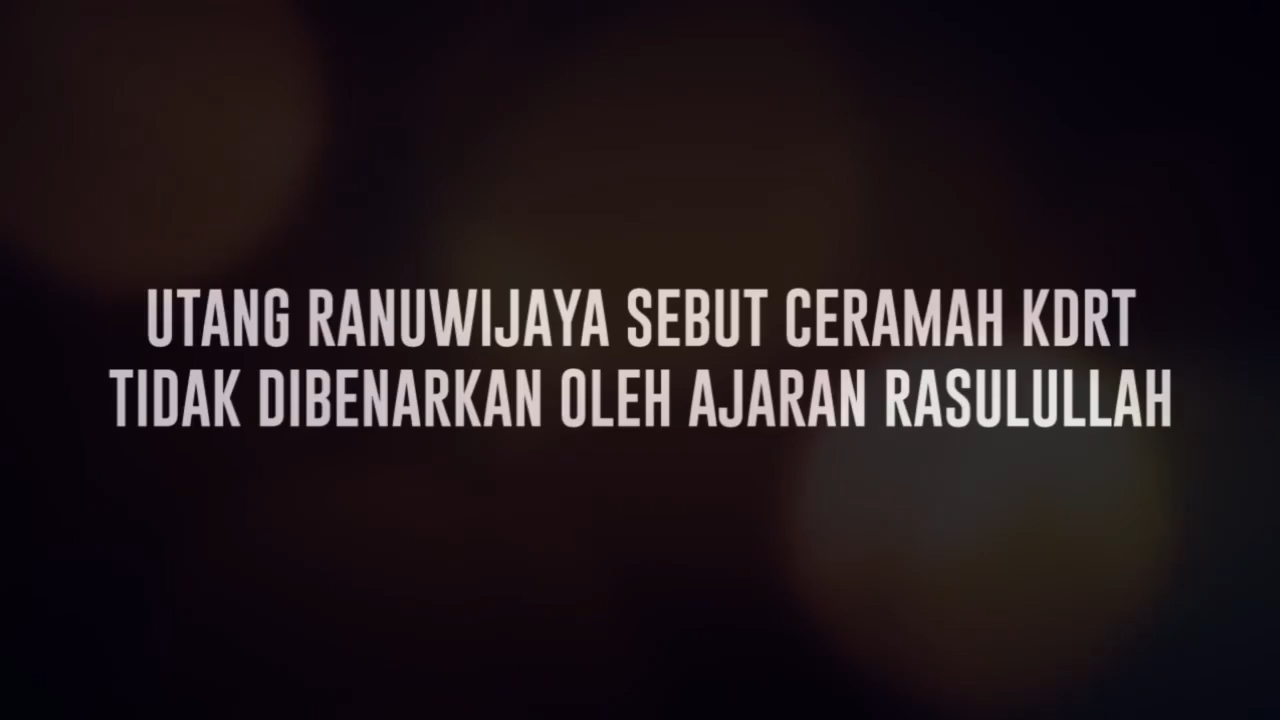 UTANG RANUWIJAYA SEBUT CERAMAH KDRT
TIDAK DIBENARKAN OLEH AJARAN RASULULLAH